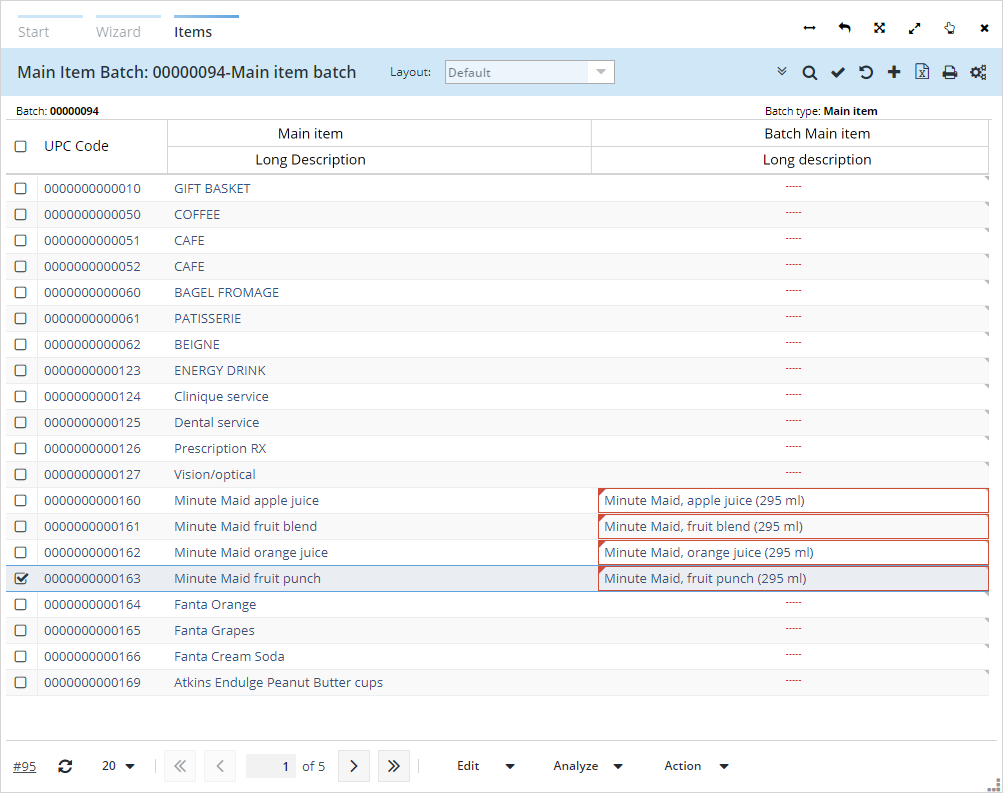 Start Wizard Items
Main Item Batch: 00000094-Main item batch Layout: Default
Batch: 00000094 Batch type: Main item
UPC Code Main item Batch Main item
Long Description Long description
0000000000010 GIFT BASKET -----
0000000000050 COFFEE -----
0000000000051 CAFE -----
0000000000052 CAFE -----
0000000000060 BAGEL FROMAGE -----
0000000000061 PATISSERIE -----
0000000000062 BEIGNE -----
0000000000123 ENERGY DRINK -----
0000000000124 Clinique service -----
0000000000125 Dental service -----
0000000000126 Prescription RX -----
0000000000127 Vision/optical -----
0000000000160 Minute Maid apple juice Minute Maid, apple juice (295 ml)
0000000000161 Minute Maid fruit blend Minute Maid, fruit blend (295 ml)
0000000000162 Minute Maid orange juice Minute Maid, orange juice (295 ml)
0000000000163 Minute Maid fruit punch Minute Maid, fruit punch (295 ml)
0000000000164 Fanta Orange -----
0000000000165 Fanta Grapes -----
0000000000166 Fanta Cream Soda -----
0000000000169 Atkins Endulge Peanut Butter cups -----
#95 20 1 of 5 Edit Analyze Action